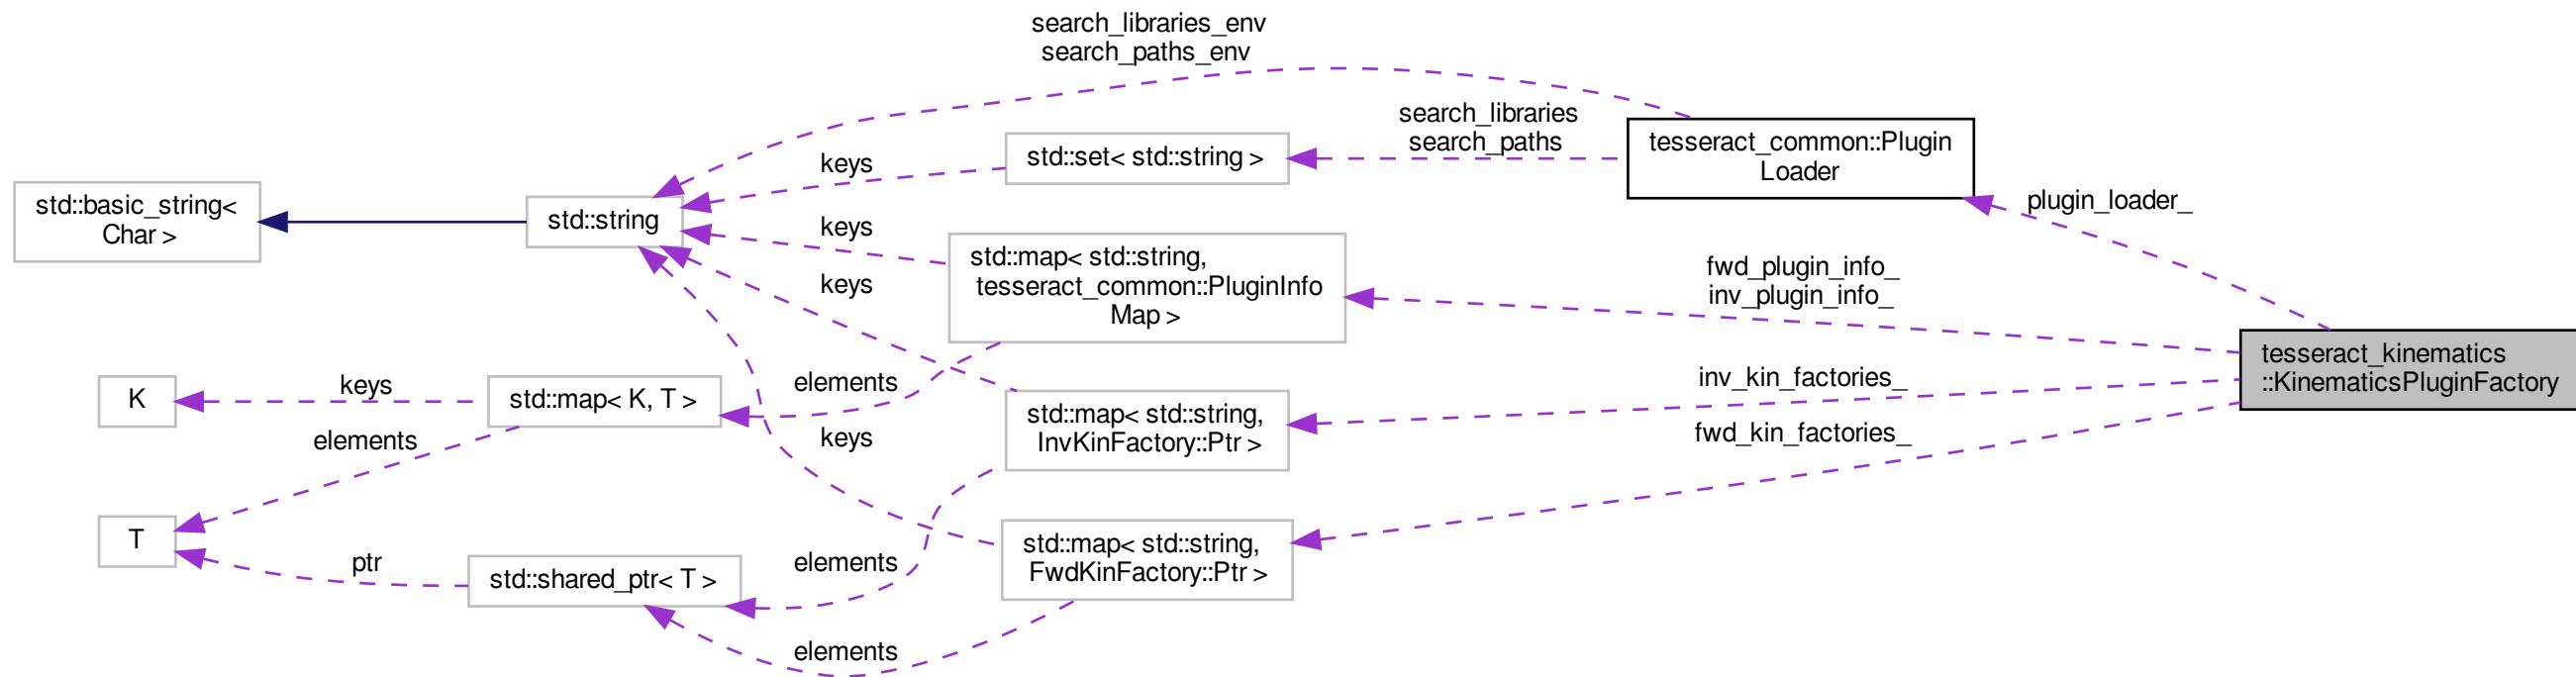 search_libraries_env
search_paths_env
search_libraries
search_paths
tesseract_common::Plugin
Loader
std::set< std::string >
keys
std::basic_string<
Char >
std::string
plugin_loader_
keys
std::map< std::string,
tesseract_common::PluginInfo
Map >
fwd_plugin_info_
inv_plugin_info_
keys
tesseract_kinematics
::KinematicsPluginFactory
K
keys
std::map< K, T >
elements
inv_kin_factories_
std::map< std::string,
InvKinFactory::Ptr >
elements
keys
fwd_kin_factories_
T
ptr
std::shared_ptr< T >
elements
std::map< std::string,
FwdKinFactory::Ptr >
elements